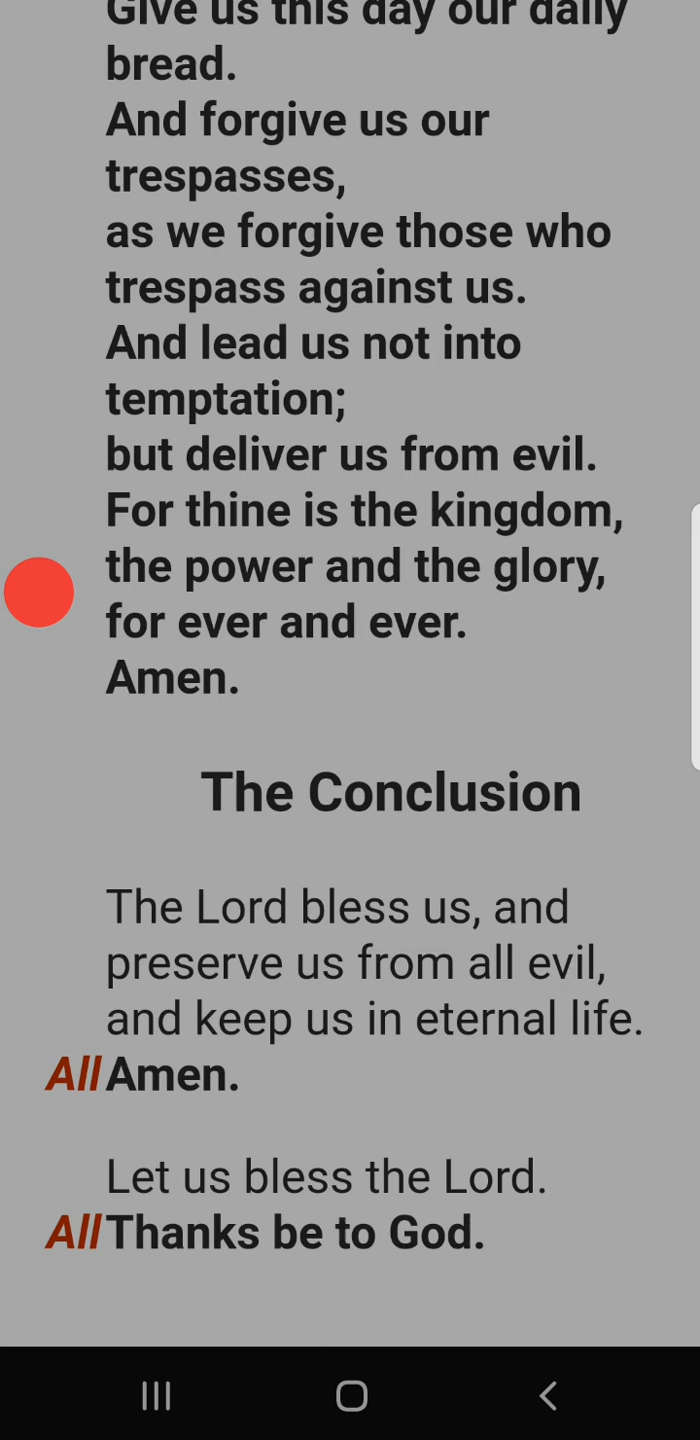 Give us this day our daily
bread.
And forgive us our
trespasses,
as we forgive those who
trespass against us.
And lead us not into
temptation;
but deliver us from evil.
For thine is the kingdom,
the power and the glory,
for ever and ever.
Amen.
The Conclusion
The Lord bless us, and
preserve us from all evil,
and keep us in eternal life.
All Amen.
Let us bless the Lord.
All Thanks be to God.